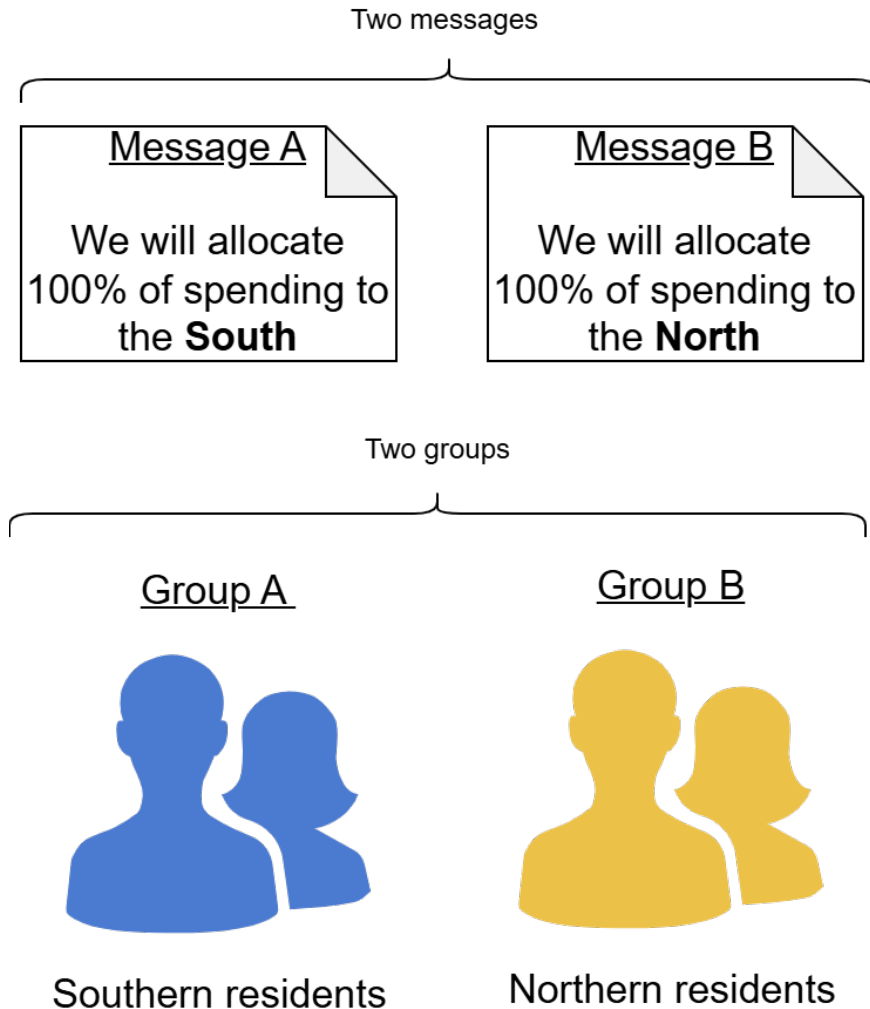 Two messages
Message A
We will allocate
100% of spending to
the South
Message B
We will allocate
100% of spending to
the North
Two groups
Group A
Group B
Southern residents
Northern residents